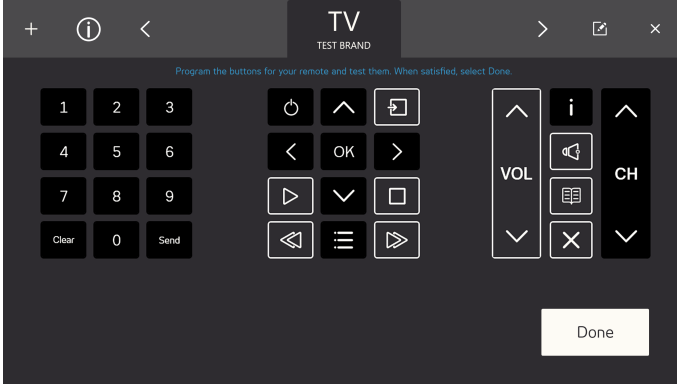 TV
TEST BRAND
Program the buttons for your remote and test them. When satisfied, select Done.
1 2 3
4 5 6 OK
7 8 9 VOL CH
Clear 0 Send
Done